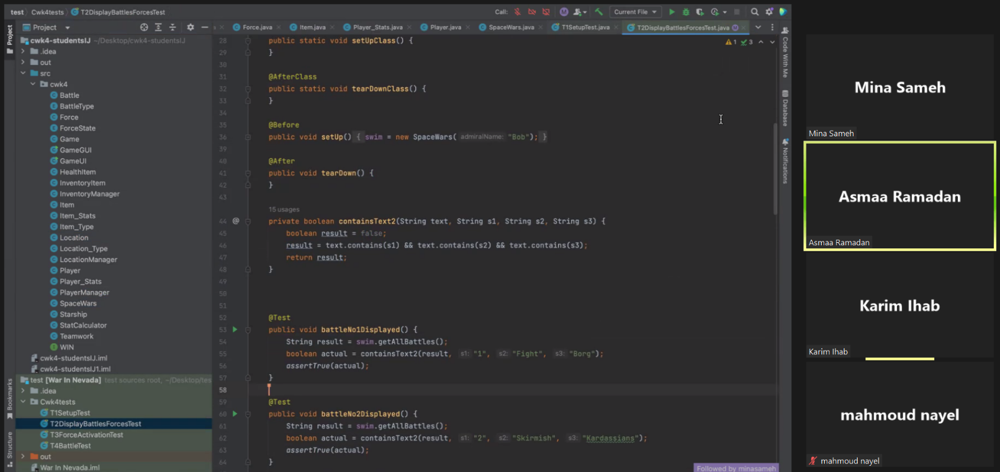 test
Cwk4tests
T2DisplayBattlesForcesTest
Call:
M
Current File
Project
Force.java
Item.java
Player_Stats.java
Player.java
SpaceWars.java
T1SetupTest.java
T2DisplayBattlesForcesTest.java
Project
cwk4-studentsIJ ~/Desktop/cwk4-studentsIJ
.idea
out
src
cwk4
Battle
BattleType
Force
ForceState
Game
GameGUI
GameUI
HealthItem
InventoryItem
InventoryManager
Item
Item_Stats
Item_Type
Location
Location_Type
LocationManager
Player
Player_Stats
PlayerManager
SpaceWars
Starship
StatCalculator
Teamwork
WIN
cwk4-studentsIJ.iml
cwk4-studentsIJ1.iml
test [War In Nevada] test sources root, ~/Desktop/tes
.idea
Cwk4tests
T1SetupTest
T2DisplayBattlesForcesTest
T3ForceActivationTest
T4BattleTest
out
War In Nevada.iml
Bookmarks
Structure
1 3
28 public static void setUpClass() {
29 }
30
31 @AfterClass
32 public static void tearDownClass() {
33 }
34
35 @Before
36 public void setUp() { swim = new SpaceWars( admiralName: "Bob"); }
39
40 @After
41 public void tearDown() {
42 }
43
15 usages
44 @ private boolean containsText2(String text, String s1, String s2, String s3) {
45 boolean result = false;
46 result = text.contains(s1) && text.contains(s2) && text.contains(s3);
47 return result;
48 }
49
50
51
52 @Test
53 public void battleNo1Displayed() {
54 String result = swim.getAllBattles();
55 boolean actual = containsText2(result, s1: "1", s2: "Fight", s3: "Borg");
56 assertTrue(actual);
57 }
58
59 @Test
60 public void battleNo2Displayed() {
61 String result = swim.getAllBattles();
62 boolean actual = containsText2(result, s1: "2", s2: "Skirmish", s3: "Kardassians");
63 assertTrue(actual);
64 }
Followed by minasameh
Code With Me
Database
Notifications
Mina Sameh
Mina Sameh
Asmaa Ramadan
Asmaa Ramadan
Karim Ihab
Karim Ihab
mahmoud nayel
mahmoud nayel